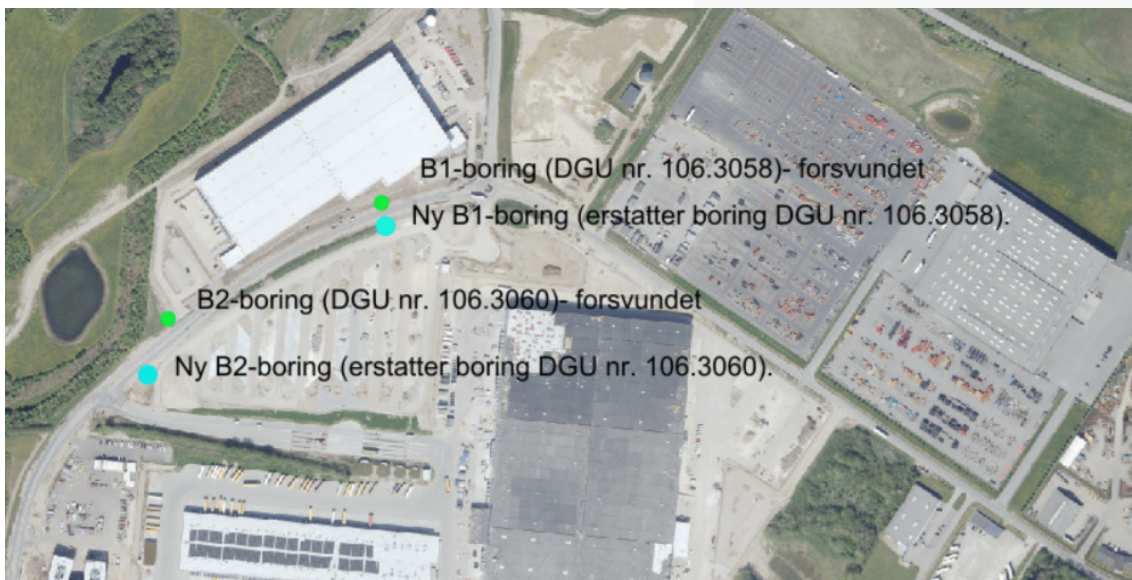 B1-boring (DGU nr. 106.3058)- forsvundet
Ny B1-boring (erstatter boring DGU nr. 106.3058).
B2-boring (DGU nr. 106.3060)- forsvundet
Ny B2-boring (erstatter boring DGU nr. 106.3060).